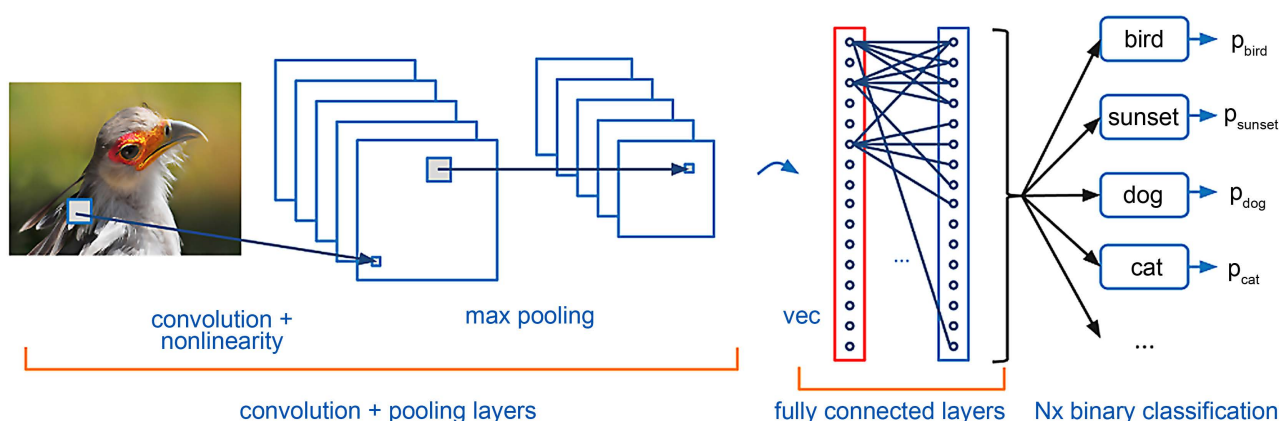 bird
p_bird
sunset
p_sunset
dog
p_dog
cat
p_cat
...
...
convolution +
nonlinearity
max pooling
vec
convolution + pooling layers
fully connected layers
Nx binary classification